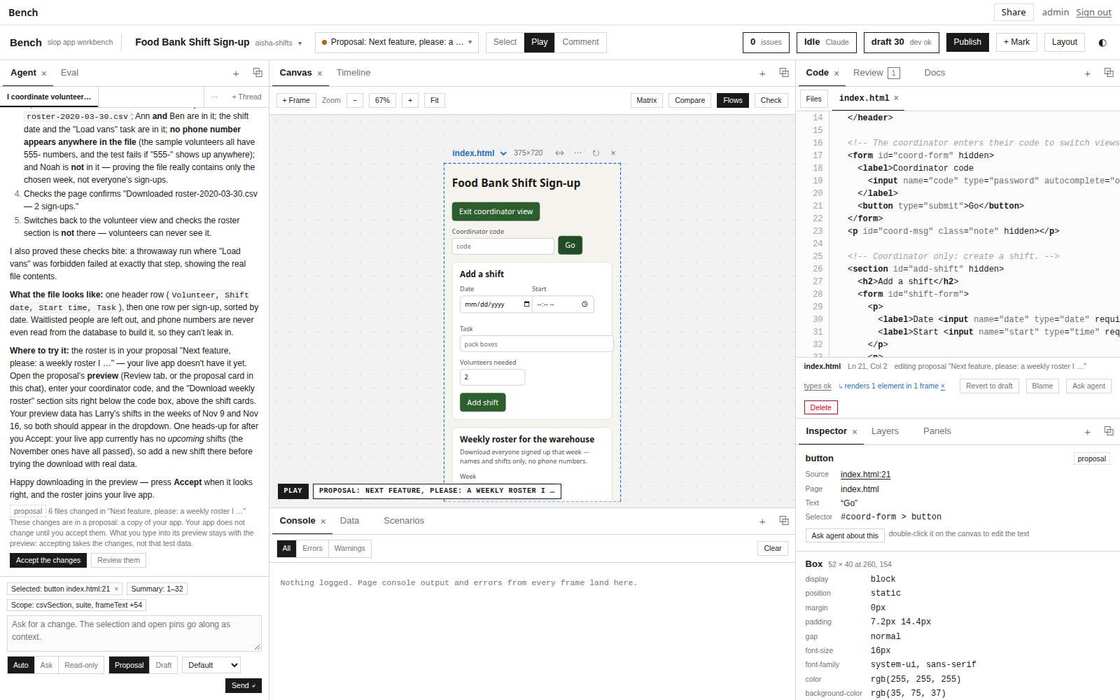 Bench
Share
admin
Sign out
Bench slop app workbench
Food Bank Shift Sign-up aisha-shifts
Proposal: Next feature, please: a …
Select
Play
Comment
0 issues
Idle Claude
draft 30 dev ok
Publish
+ Mark
Layout
Agent ×
Eval
I coordinate volunteer…
+ Thread
roster-2020-03-30.csv ; Ann and Ben are in it; the shift
date and the "Load vans" task are in it; no phone number
appears anywhere in the file (the sample volunteers all have
555- numbers, and the test fails if "555-" shows up anywhere);
and Noah is not in it — proving the file really contains only the
chosen week, not everyone's sign-ups.
4. Checks the page confirms "Downloaded roster-2020-03-30.csv
— 2 sign-ups."
5. Switches back to the volunteer view and checks the roster
section is not there — volunteers can never see it.
I also proved these checks bite: a throwaway run where "Load
vans" was forbidden failed at exactly that step, showing the real
file contents.
What the file looks like: one header row ( Volunteer, Shift
date, Start time, Task ), then one row per sign-up, sorted by
date. Waitlisted people are left out, and phone numbers are never
even read from the database to build it, so they can't leak in.
Where to try it: the roster is in your proposal "Next feature,
please: a weekly roster I …" — your live app doesn't have it yet.
Open the proposal's preview (Review tab, or the proposal card in
this chat), enter your coordinator code, and the "Download weekly
roster" section sits right below the code box, above the shift cards.
Your preview data has Larry's shifts in the weeks of Nov 9 and Nov
16, so both should appear in the dropdown. One heads-up for after
you Accept: your live app currently has no upcoming shifts (the
November ones have all passed), so add a new shift there before
trying the download with real data.
Happy downloading in the preview — press Accept when it looks
right, and the roster joins your live app.
proposal 6 files changed in "Next feature, please: a weekly roster I …"
These changes are in a proposal: a copy of your app. Your app does not
change until you accept them. What you type into its preview stays with the
preview: accepting takes the changes, not that test data.
Accept the changes
Review them
Selected: button index.html:21 ×
Summary: 1–32
Scope: csvSection, suite, frameText +54
Ask for a change. The selection and open pins go along as
context.
Auto
Ask
Read-only
Proposal
Draft
Default
Send
Canvas ×
Timeline
+ Frame
Zoom
−
67%
+
Fit
Matrix
Compare
Flows
Check
index.html
375×720
Food Bank Shift Sign-up
Exit coordinator view
Coordinator code
code
Go
Add a shift
Date
Start
mm/dd/yyyy
--:-- --
Task
pack boxes
Volunteers needed
2
Add shift
Weekly roster for the warehouse
Download everyone signed up that week —
names and shifts only, no phone numbers.
Week
PLAY
PROPOSAL: NEXT FEATURE, PLEASE: A WEEKLY ROSTER I …
Console ×
Data
Scenarios
All
Errors
Warnings
Clear
Nothing logged. Page console output and errors from every frame land here.
Code ×
Review 1
Docs
Files
index.html ×
14 </header>
15
16 <!-- The coordinator enters their code to switch views
17 <form id="coord-form" hidden>
18 <label>Coordinator code
19 <input name="code" type="password" autocomplete="o
20 </label>
21 <button type="submit">Go</button>
22 </form>
23 <p id="coord-msg" class="note" hidden></p>
24
25 <!-- Coordinator only: create a shift. -->
26 <section id="add-shift" hidden>
27 <h2>Add a shift</h2>
28 <form id="shift-form">
29 <p>
30 <label>Date <input name="date" type="date" requi
31 <label>Start <input name="start" type="time" req
32 </p>
33 <p>
index.html Ln 21, Col 2 editing proposal "Next feature, please: a weekly roster I …"
types ok
renders 1 element in 1 frame ×
Revert to draft
Blame
Ask agent
Delete
Inspector ×
Layers
Panels
button
proposal
Source index.html:21
Page index.html
Text "Go"
Selector #coord-form > button
Ask agent about this
double-click it on the canvas to edit the text
Box 52 × 40 at 260, 154
display block
position static
margin 0px
padding 7.2px 14.4px
gap normal
font-size 16px
font-family system-ui, sans-serif
color rgb(255, 255, 255)
background-color rgb(35, 75, 37)